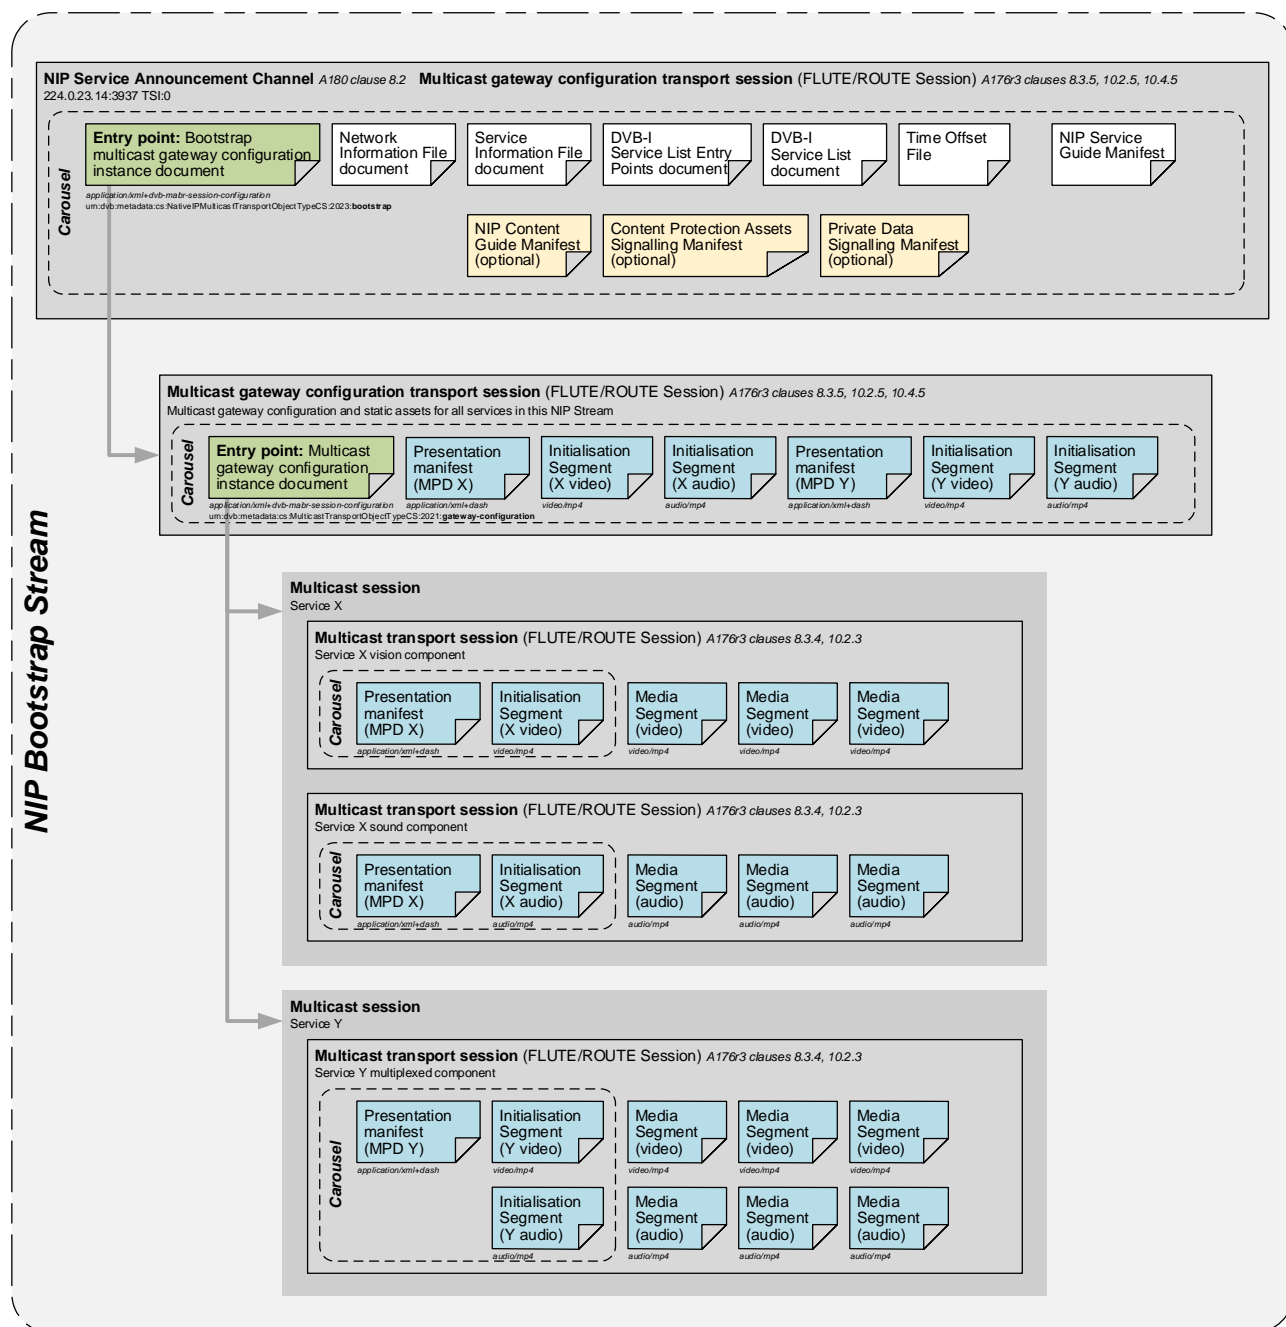 NIP Bootstrap Stream
NIP Service Announcement Channel A180 clause 8.2 Multicast gateway configuration transport session (FLUTE/ROUTE Session) A176r3 clauses 8.3.5, 10.2.5, 10.4.5
224.0.23.14:3937 TSI:0
Carousel
Entry point: Bootstrap
multicast gateway configuration
instance document
application/xml+dvb-mabr-session-configuration
urn:dvb:metadata:cs:NativeIPMulticastTransportObjectTypeCS:2023:bootstrap
Network
Information File
document
Service
Information File
document
DVB-I
Service List Entry
Points document
DVB-I
Service List
document
Time Offset
File
NIP Service
Guide Manifest
NIP Content
Guide Manifest
(optional)
Content Protection Assets
Signalling Manifest
(optional)
Private Data
Signalling Manifest
(optional)
Multicast gateway configuration transport session (FLUTE/ROUTE Session) A176r3 clauses 8.3.5, 10.2.5, 10.4.5
Multicast gateway configuration and static assets for all services in this NIP Stream
Carousel
Entry point: Multicast
gateway configuration
instance document
application/xml+dvb-mabr-session-configuration
urn:dvb:metadata:cs:MulticastTransportObjectTypeCS:2021:gateway-configuration
Presentation
manifest
(MPD X)
application/xml+dash
Initialisation
Segment
(X video)
video/mp4
Initialisation
Segment
(X audio)
audio/mp4
Presentation
manifest
(MPD Y)
application/xml+dash
Initialisation
Segment
(Y video)
video/mp4
Initialisation
Segment
(Y audio)
audio/mp4
Multicast session
Service X
Multicast transport session (FLUTE/ROUTE Session) A176r3 clauses 8.3.4, 10.2.3
Service X vision component
Carousel
Presentation
manifest
(MPD X)
application/xml+dash
Initialisation
Segment
(X video)
video/mp4
Media
Segment
(video)
video/mp4
Media
Segment
(video)
video/mp4
Media
Segment
(video)
video/mp4
Multicast transport session (FLUTE/ROUTE Session) A176r3 clauses 8.3.4, 10.2.3
Service X sound component
Carousel
Presentation
manifest
(MPD X)
application/xml+dash
Initialisation
Segment
(X audio)
audio/mp4
Media
Segment
(audio)
audio/mp4
Media
Segment
(audio)
audio/mp4
Media
Segment
(audio)
audio/mp4
Multicast session
Service Y
Multicast transport session (FLUTE/ROUTE Session) A176r3 clauses 8.3.4, 10.2.3
Service Y multiplexed component
Carousel
Presentation
manifest
(MPD Y)
application/xml+dash
Initialisation
Segment
(Y video)
video/mp4
Media
Segment
(video)
video/mp4
Media
Segment
(video)
video/mp4
Media
Segment
(video)
video/mp4
Initialisation
Segment
(Y audio)
audio/mp4
Media
Segment
(audio)
audio/mp4
Media
Segment
(audio)
audio/mp4
Media
Segment
(audio)
audio/mp4